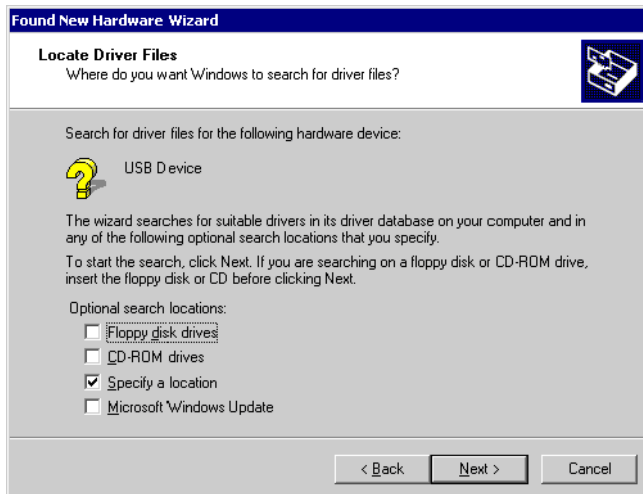 Found New Hardware Wizard
Locate Driver Files
Where do you want Windows to search for driver files?
Search for driver files for the following hardware device:
USB Device
The wizard searches for suitable drivers in its driver database on your computer and in
any of the following optional search locations that you specify.
To start the search, click Next. If you are searching on a floppy disk or CD-ROM drive,
insert the floppy disk or CD before clicking Next.
Optional search locations:
Floppy disk drives
CD-ROM drives
Specify a location
Microsoft Windows Update
< Back Next > Cancel